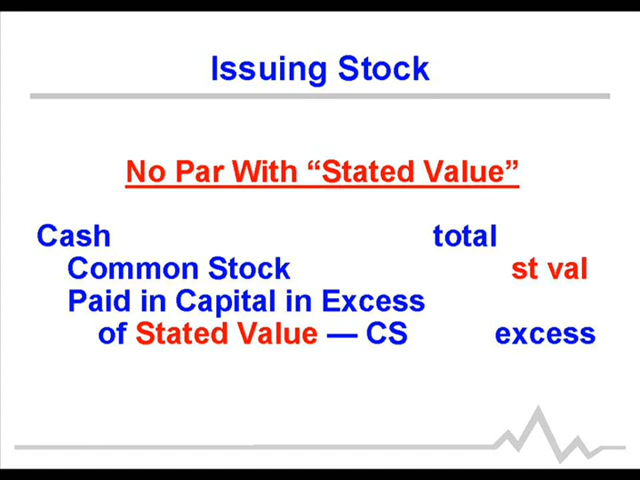 Issuing Stock
No Par With “Stated Value”
Cash total
Common Stock st val
Paid in Capital in Excess
of Stated Value — CS excess